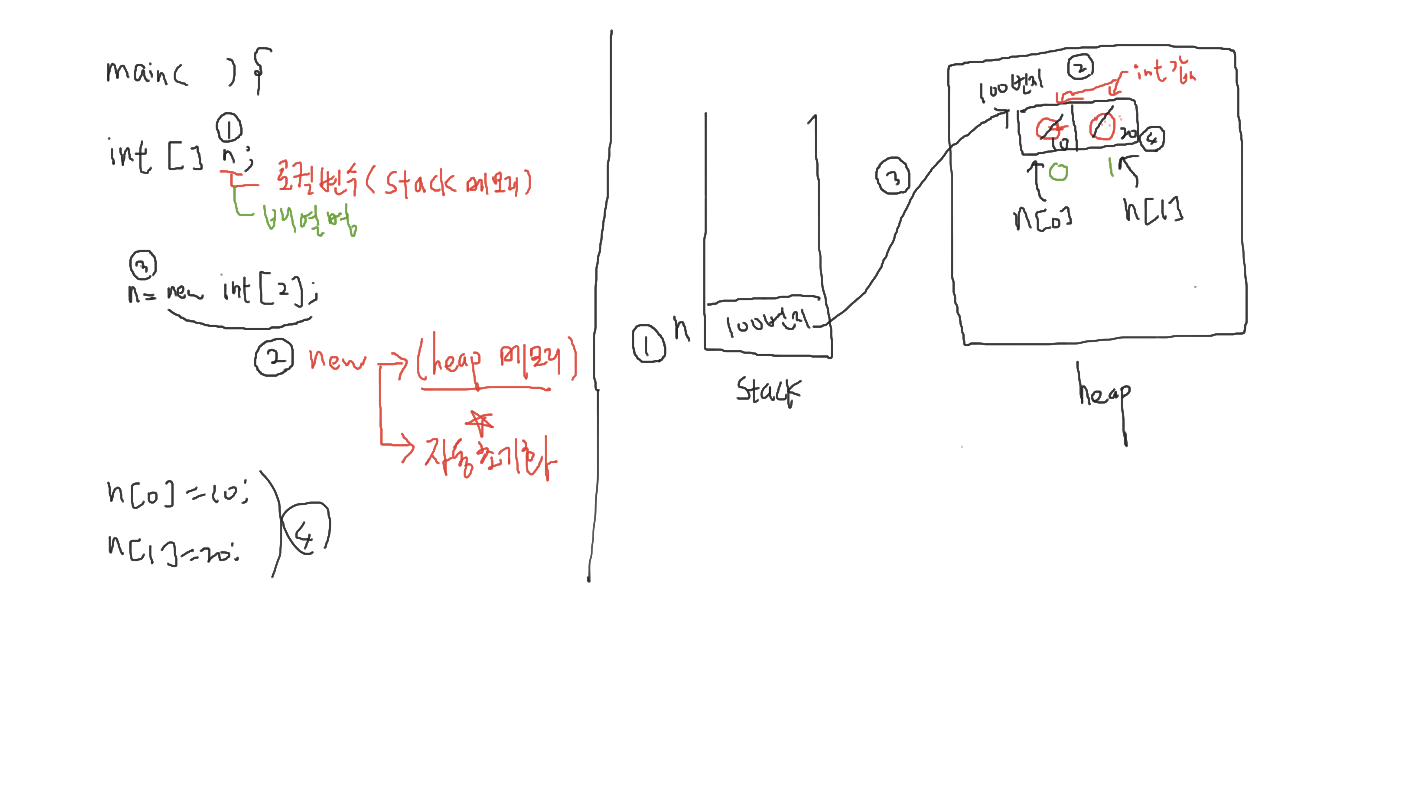 main( ) {
①
int [] n;
로컬변수(Stack 메모리)
배열명
③
n = new int[2];
② new → (heap 메모리)
☆
→ 자동초기화
n[0]=10;
n[1]=20;
④
① n 100번지
Stack
③
100번지 ② int값
0 10 0 20 ④
0 1
n[0] n[1]
heap